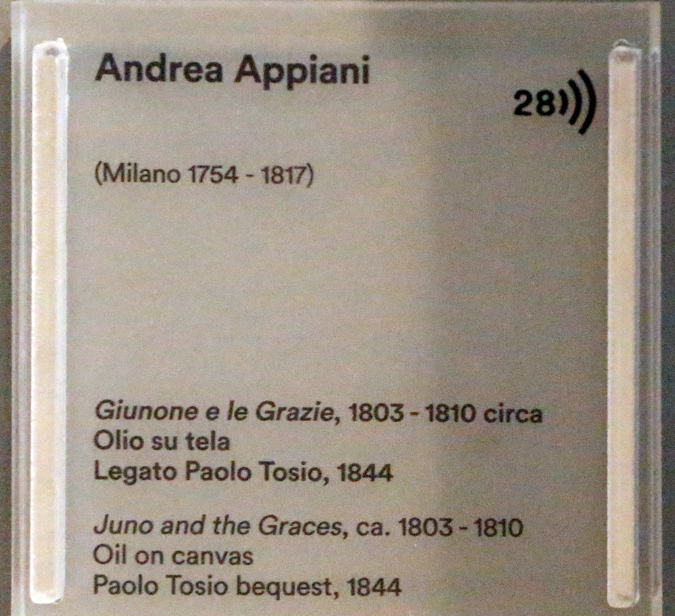 Andrea Appiani
28
(Milano 1754 - 1817)
Giunone e le Grazie, 1803 - 1810 circa
Olio su tela
Legato Paolo Tosio, 1844
Juno and the Graces, ca. 1803 - 1810
Oil on canvas
Paolo Tosio bequest, 1844